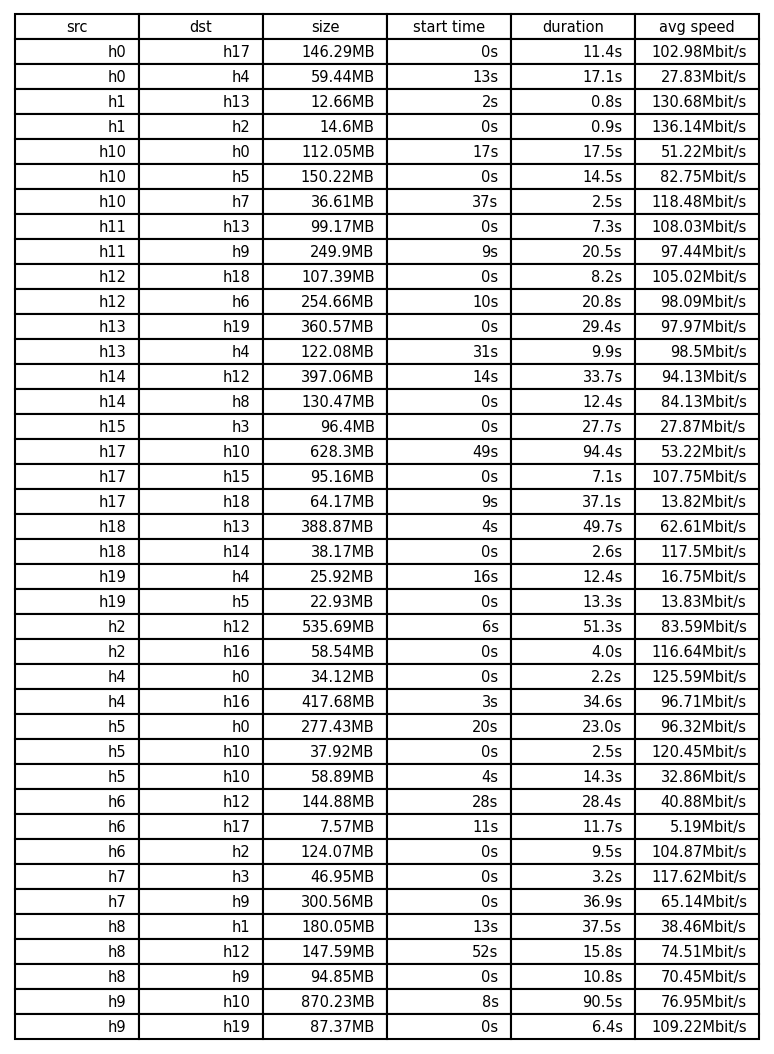 src dst size start time duration avg speed
h0 h17 146.29MB 0s 11.4s 102.98Mbit/s
h0 h4 59.44MB 13s 17.1s 27.83Mbit/s
h1 h13 12.66MB 2s 0.8s 130.68Mbit/s
h1 h2 14.6MB 0s 0.9s 136.14Mbit/s
h10 h0 112.05MB 17s 17.5s 51.22Mbit/s
h10 h5 150.22MB 0s 14.5s 82.75Mbit/s
h10 h7 36.61MB 37s 2.5s 118.48Mbit/s
h11 h13 99.17MB 0s 7.3s 108.03Mbit/s
h11 h9 249.9MB 9s 20.5s 97.44Mbit/s
h12 h18 107.39MB 0s 8.2s 105.02Mbit/s
h12 h6 254.66MB 10s 20.8s 98.09Mbit/s
h13 h19 360.57MB 0s 29.4s 97.97Mbit/s
h13 h4 122.08MB 31s 9.9s 98.5Mbit/s
h14 h12 397.06MB 14s 33.7s 94.13Mbit/s
h14 h8 130.47MB 0s 12.4s 84.13Mbit/s
h15 h3 96.4MB 0s 27.7s 27.87Mbit/s
h17 h10 628.3MB 49s 94.4s 53.22Mbit/s
h17 h15 95.16MB 0s 7.1s 107.75Mbit/s
h17 h18 64.17MB 9s 37.1s 13.82Mbit/s
h18 h13 388.87MB 4s 49.7s 62.61Mbit/s
h18 h14 38.17MB 0s 2.6s 117.5Mbit/s
h19 h4 25.92MB 16s 12.4s 16.75Mbit/s
h19 h5 22.93MB 0s 13.3s 13.83Mbit/s
h2 h12 535.69MB 6s 51.3s 83.59Mbit/s
h2 h16 58.54MB 0s 4.0s 116.64Mbit/s
h4 h0 34.12MB 0s 2.2s 125.59Mbit/s
h4 h16 417.68MB 3s 34.6s 96.71Mbit/s
h5 h0 277.43MB 20s 23.0s 96.32Mbit/s
h5 h10 37.92MB 0s 2.5s 120.45Mbit/s
h5 h10 58.89MB 4s 14.3s 32.86Mbit/s
h6 h12 144.88MB 28s 28.4s 40.88Mbit/s
h6 h17 7.57MB 11s 11.7s 5.19Mbit/s
h6 h2 124.07MB 0s 9.5s 104.87Mbit/s
h7 h3 46.95MB 0s 3.2s 117.62Mbit/s
h7 h9 300.56MB 0s 36.9s 65.14Mbit/s
h8 h1 180.05MB 13s 37.5s 38.46Mbit/s
h8 h12 147.59MB 52s 15.8s 74.51Mbit/s
h8 h9 94.85MB 0s 10.8s 70.45Mbit/s
h9 h10 870.23MB 8s 90.5s 76.95Mbit/s
h9 h19 87.37MB 0s 6.4s 109.22Mbit/s